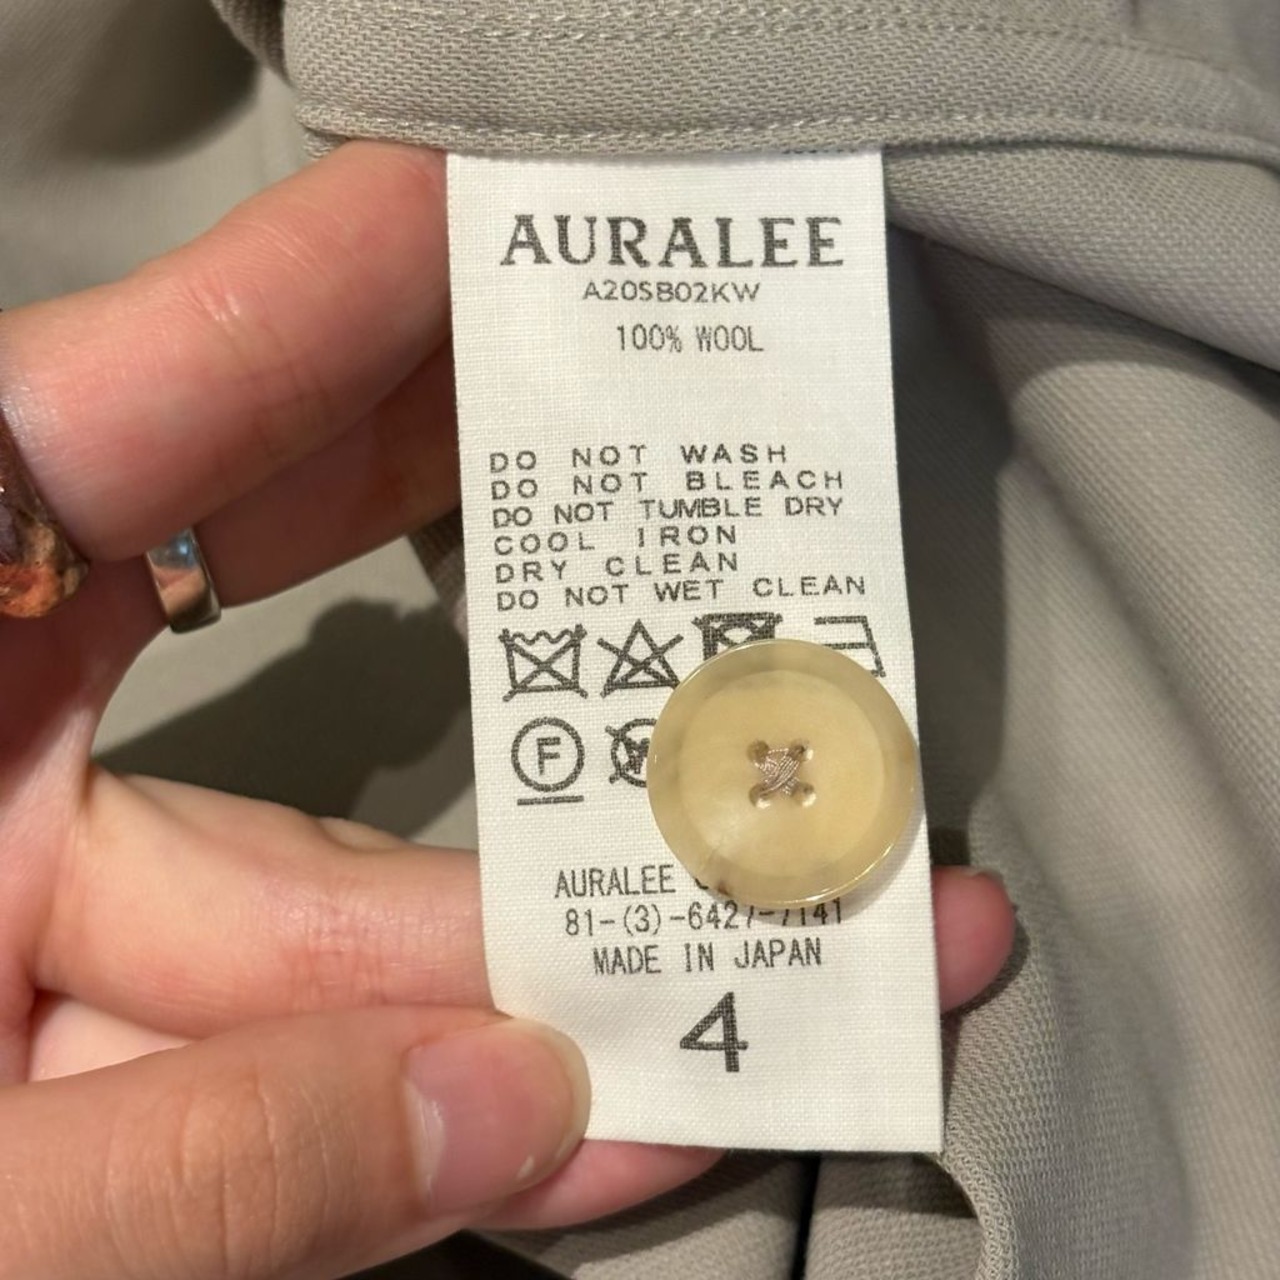 AURALEE
A20SB02KW
100% WOOL
DO NOT WASH
DO NOT BLEACH
DO NOT TUMBLE DRY
COOL IRON
DRY CLEAN
DO NOT WET CLEAN
F
AURALEE
81-(3)-6427-7141
MADE IN JAPAN
4